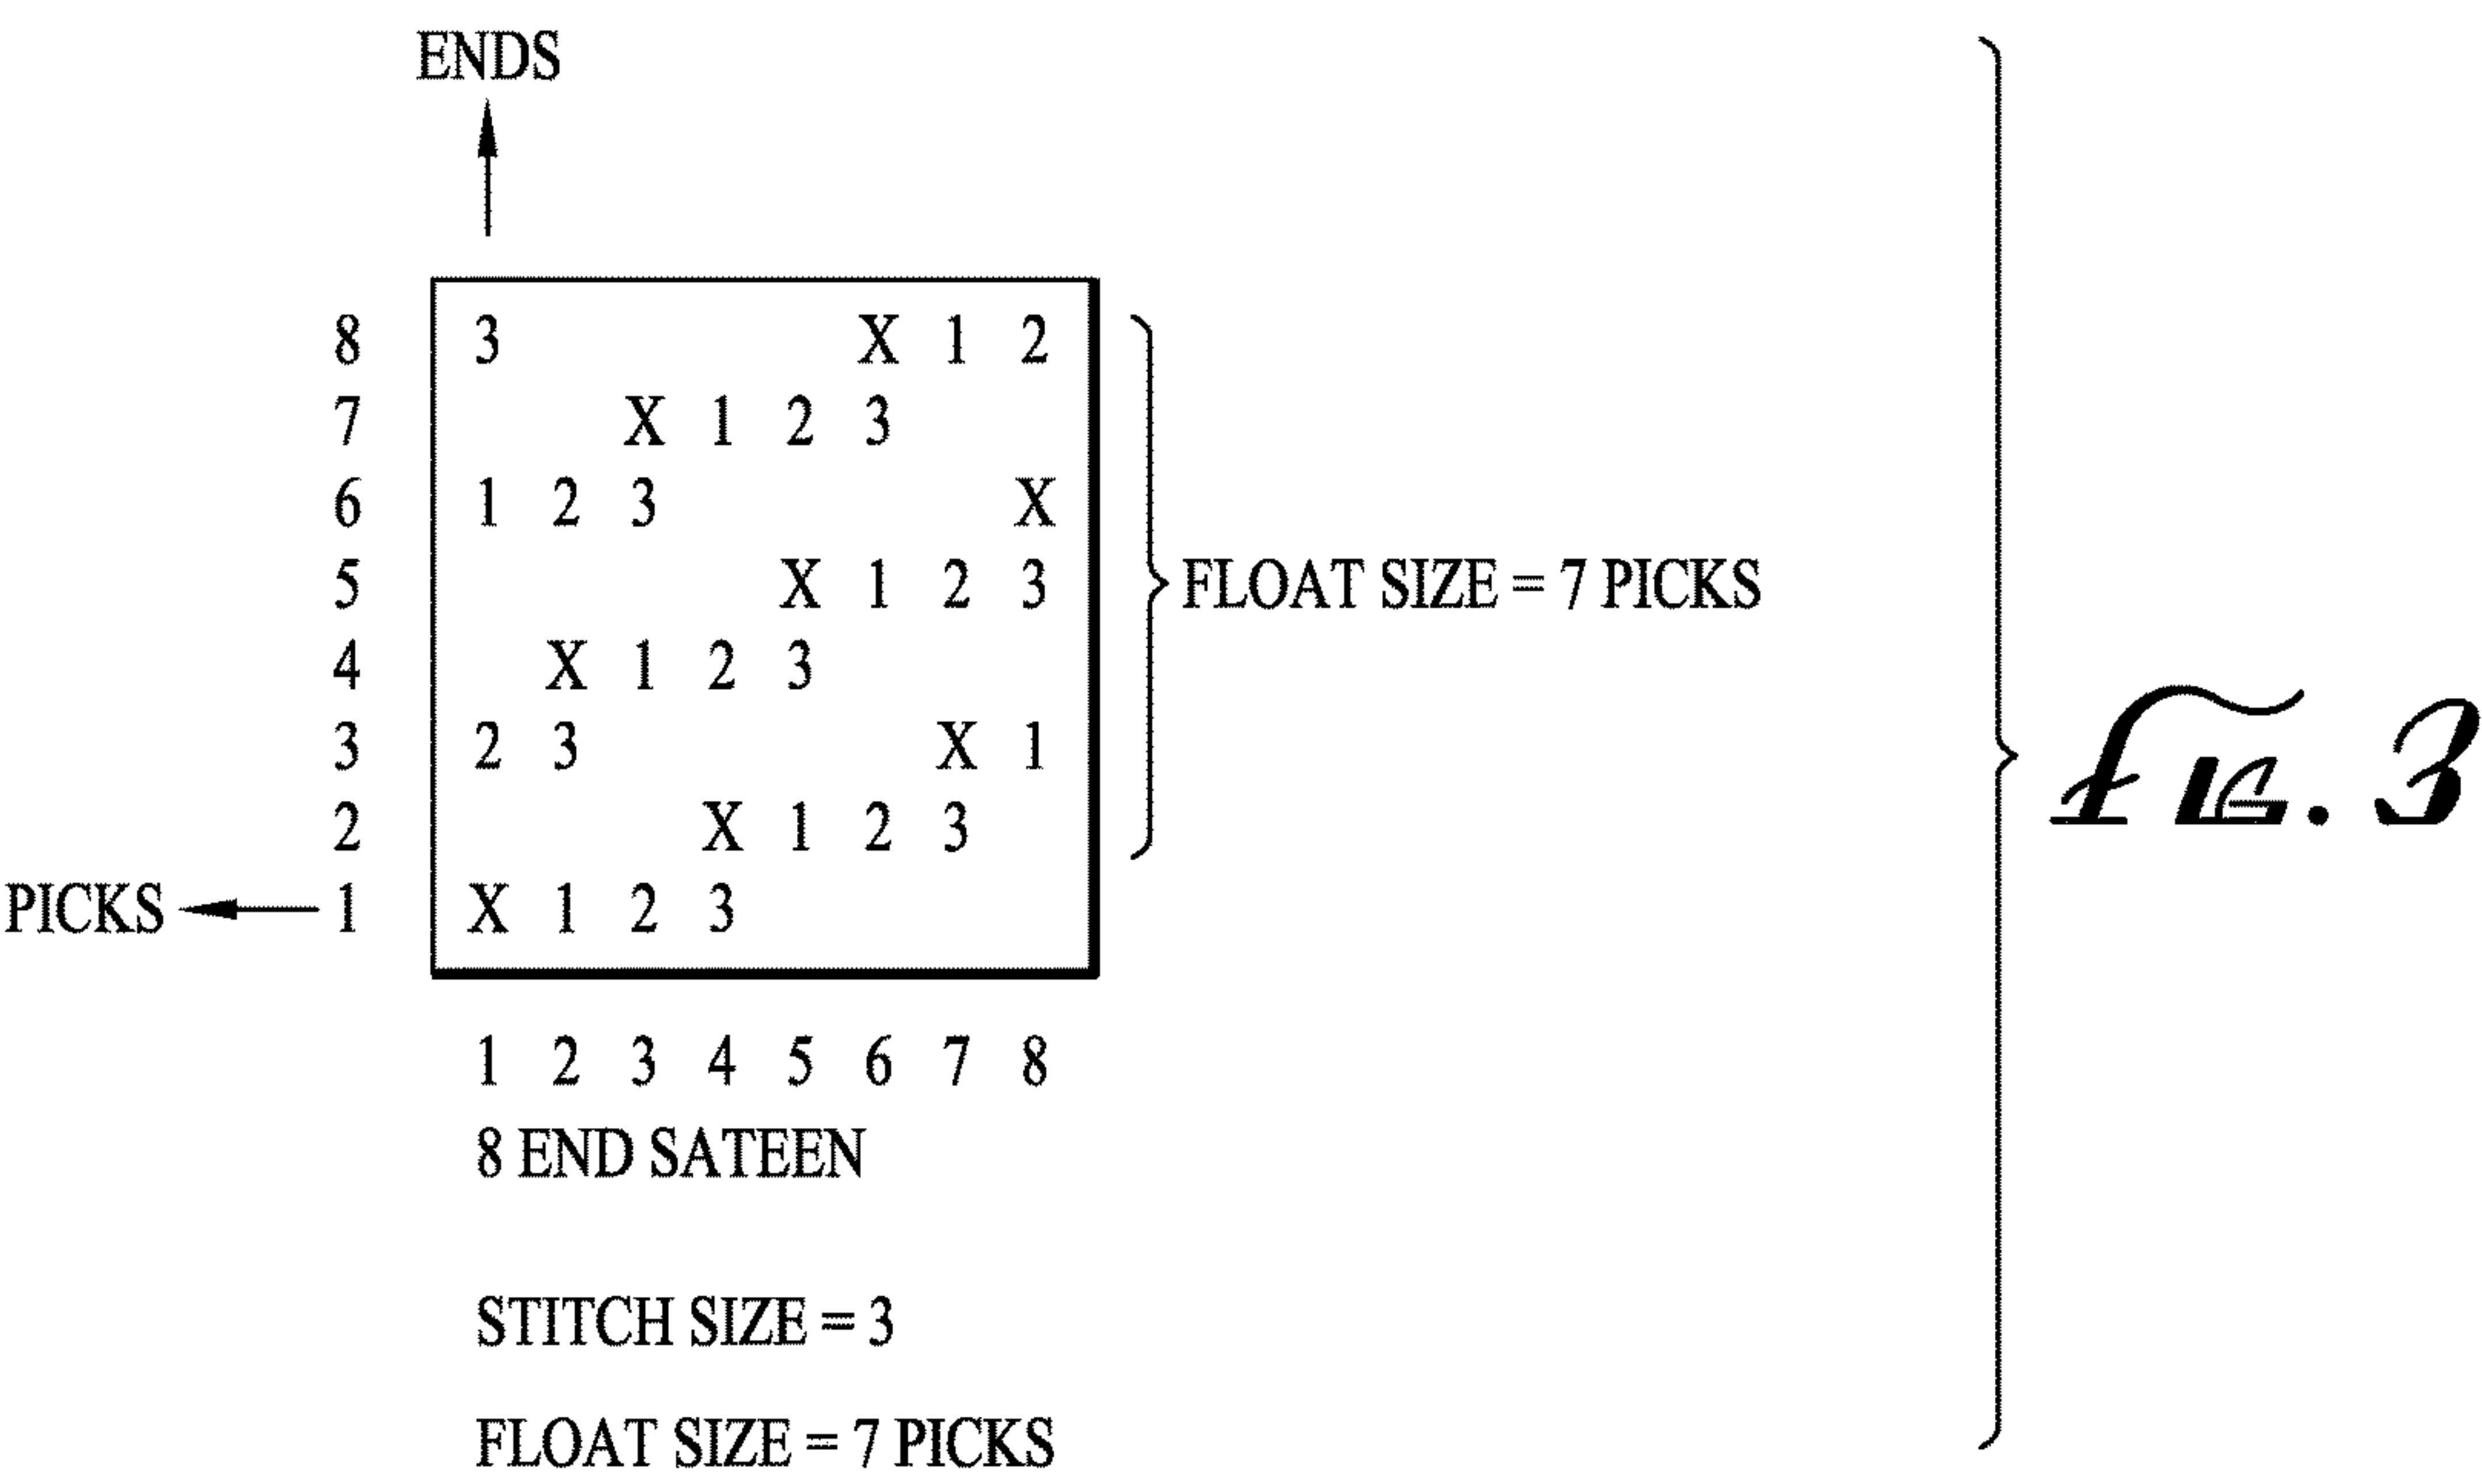 ENDS
8 3 X 1 2
7 X 1 2 3
6 1 2 3 X
5 X 1 2 3 FLOAT SIZE = 7 PICKS
4 X 1 2 3
3 2 3 X 1
2 X 1 2 3
PICKS 1 X 1 2 3
1 2 3 4 5 6 7 8
8 END SATEEN
STITCH SIZE = 3
FLOAT SIZE = 7 PICKS
FIG. 3